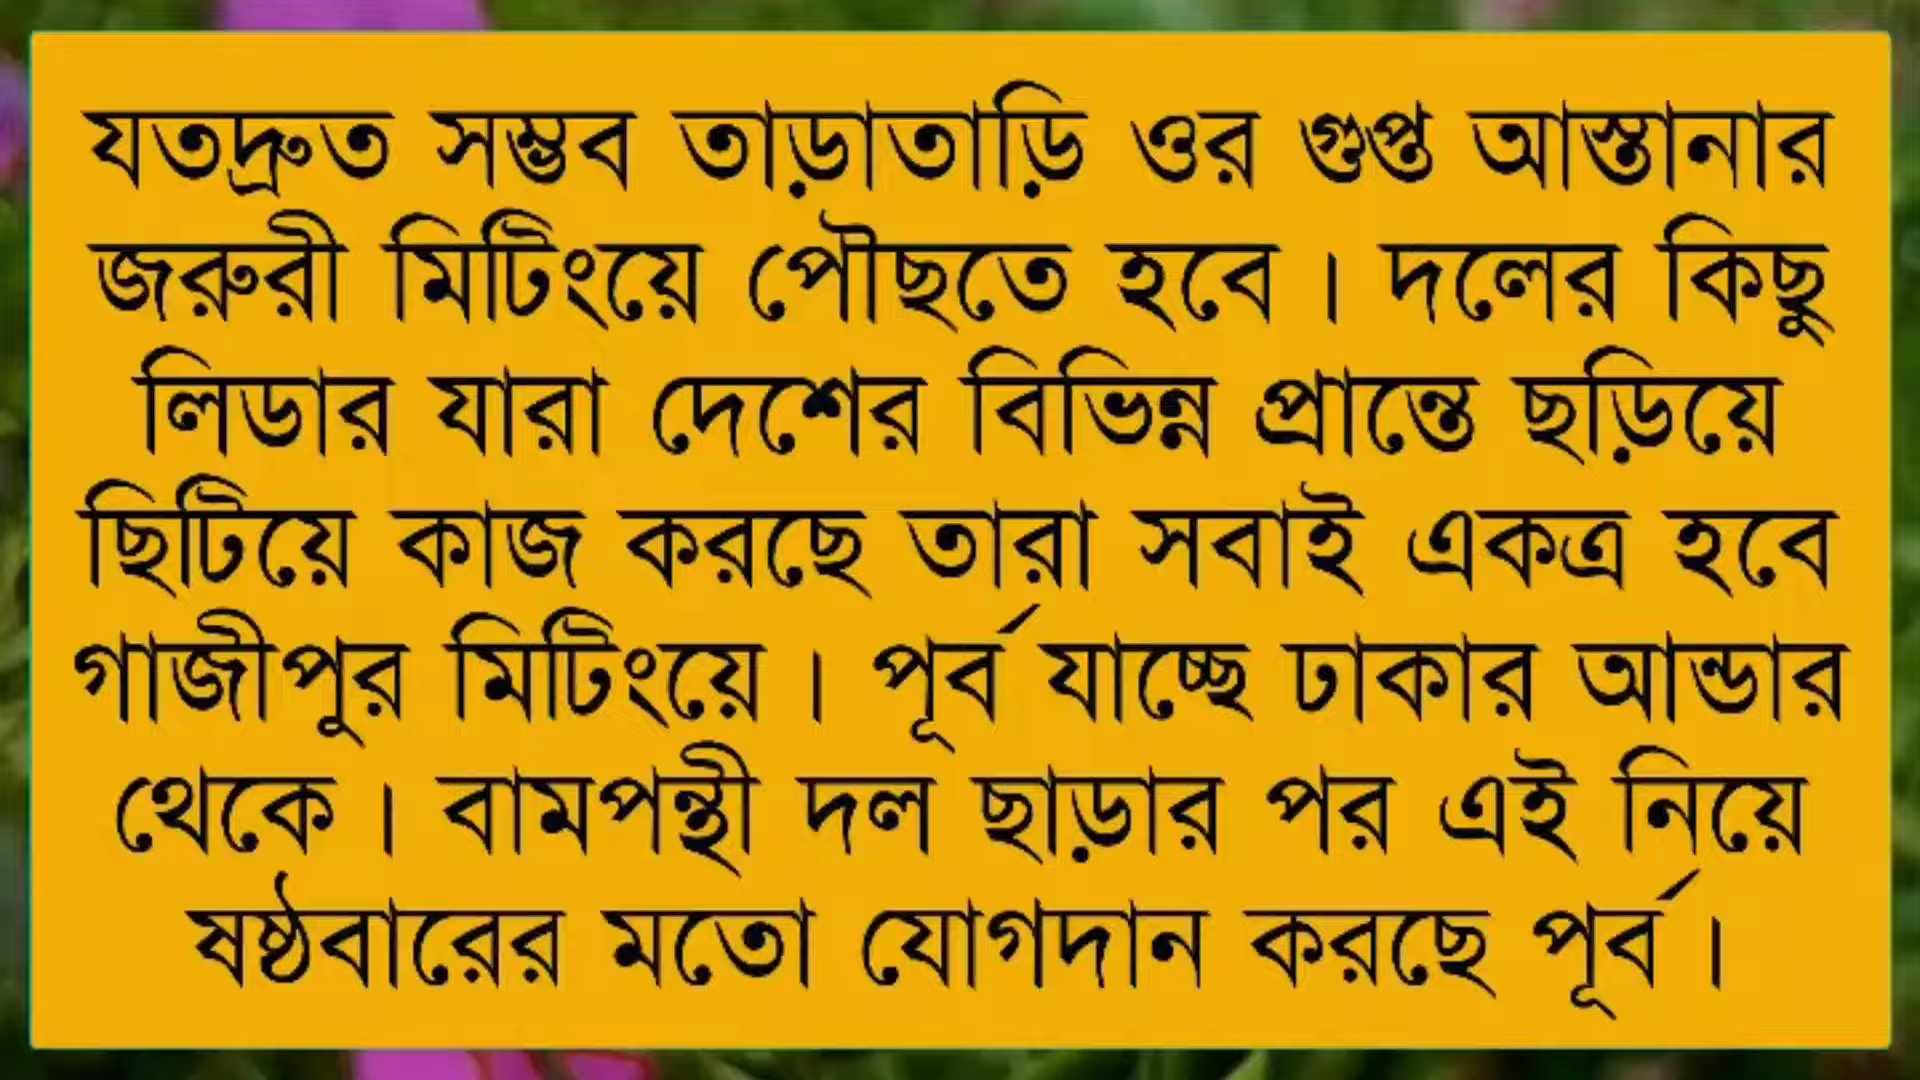 যতদ্রুত সম্ভব তাড়াতাড়ি ওর গুপ্ত আস্তানার
জরুরী মিটিংয়ে পৌছতে হবে । দলের কিছু
লিডার যারা দেশের বিভিন্ন প্রান্তে ছড়িয়ে
ছিটিয়ে কাজ করছে তারা সবাই একত্র হবে
গাজীপুর মিটিংয়ে । পূর্ব যাচ্ছে ঢাকার আন্ডার
থেকে । বামপন্থী দল ছাড়ার পর এই নিয়ে
ষষ্ঠবারের মতো যোগদান করছে পূর্ব ।